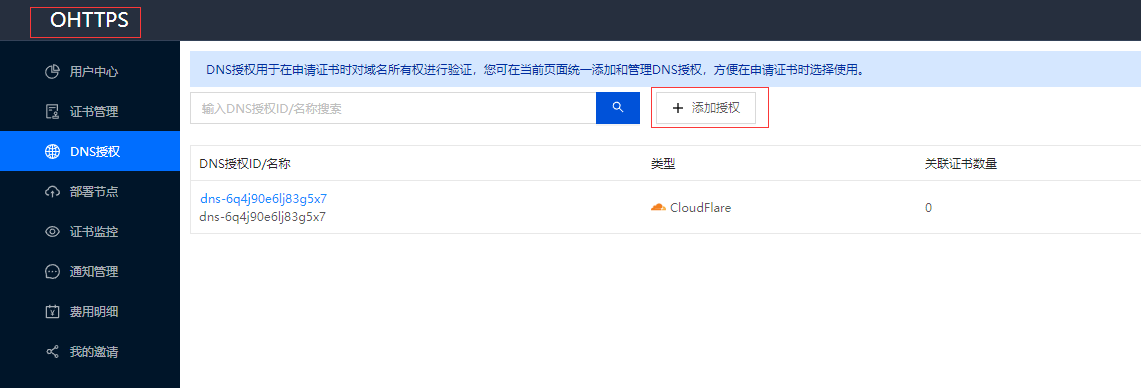 OHTTPS
用户中心
证书管理
DNS授权
部署节点
证书监控
通知管理
费用明细
我的邀请
DNS授权用于在申请证书时对域名所有权进行验证，您可在当前页面统一添加和管理DNS授权，方便在申请证书时选择使用。
输入DNS授权ID/名称搜索
添加授权
DNS授权ID/名称 类型 关联证书数量
dns-6q4j90e6lj83g5x7
dns-6q4j90e6lj83g5x7
CloudFlare 0